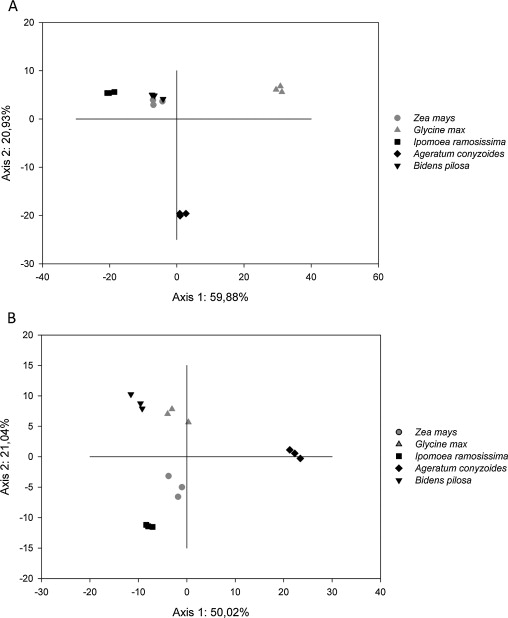 A
20
10
0
-10
-20
-30
Axis 2: 20,93%
-40
-20
0
20
40
60
Axis 1: 59,88%
Zea mays
Glycine max
Ipomoea ramosissima
Ageratum conyzoides
Bidens pilosa
B
20
15
10
5
0
-5
-10
-15
-20
Axis 2: 21,04%
-30
-20
-10
0
10
20
30
40
Axis 1: 50,02%
Zea mays
Glycine max
Ipomoea ramosissima
Ageratum conyzoides
Bidens pilosa